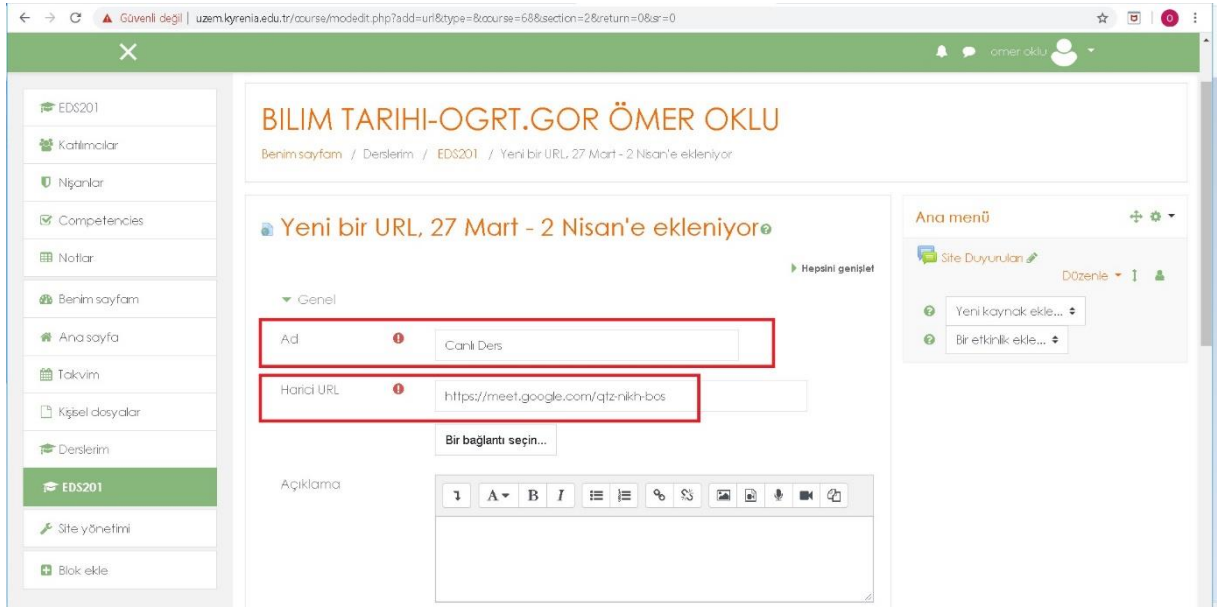 Güvenli değil | uzem.kyrenia.edu.tr/course/modedit.php?add=url&type=&course=68&section=2&return=0&sr=0
O
omer oklu
EDS201
Katılımcılar
Nişanlar
Competencies
Notlar
Benim sayfam
Ana sayfa
Takvim
Kişisel dosyalar
Derslerim
EDS201
Site yönetimi
Blok ekle
BILIM TARIHI-OGRT.GOR ÖMER OKLU
Benim sayfam / Derslerim / EDS201 / Yeni bir URL, 27 Mart - 2 Nisan'e ekleniyor
Yeni bir URL, 27 Mart - 2 Nisan'e ekleniyor
Hepsini genişlet
Genel
Ad
Canlı Ders
Harici URL
https://meet.google.com/qtz-nikh-bos
Bir bağlantı seçin...
Açıklama
A B I
Ana menü
Site Duyuruları
Düzenle
Yeni kaynak ekle...
Bir etkinlik ekle...